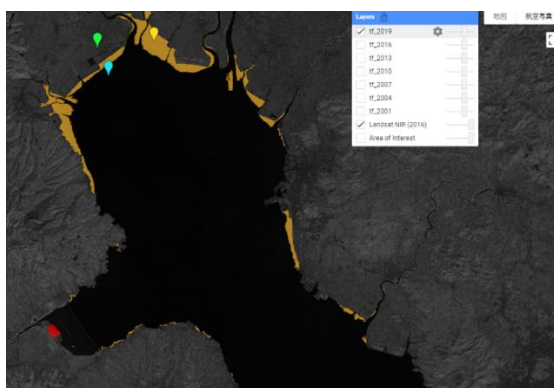 Layers
tf_2019
tf_2016
tf_2013
tf_2010
tf_2007
tf_2004
tf_2001
Landsat NIR (2016)
Area of Interest
地図
航空写真